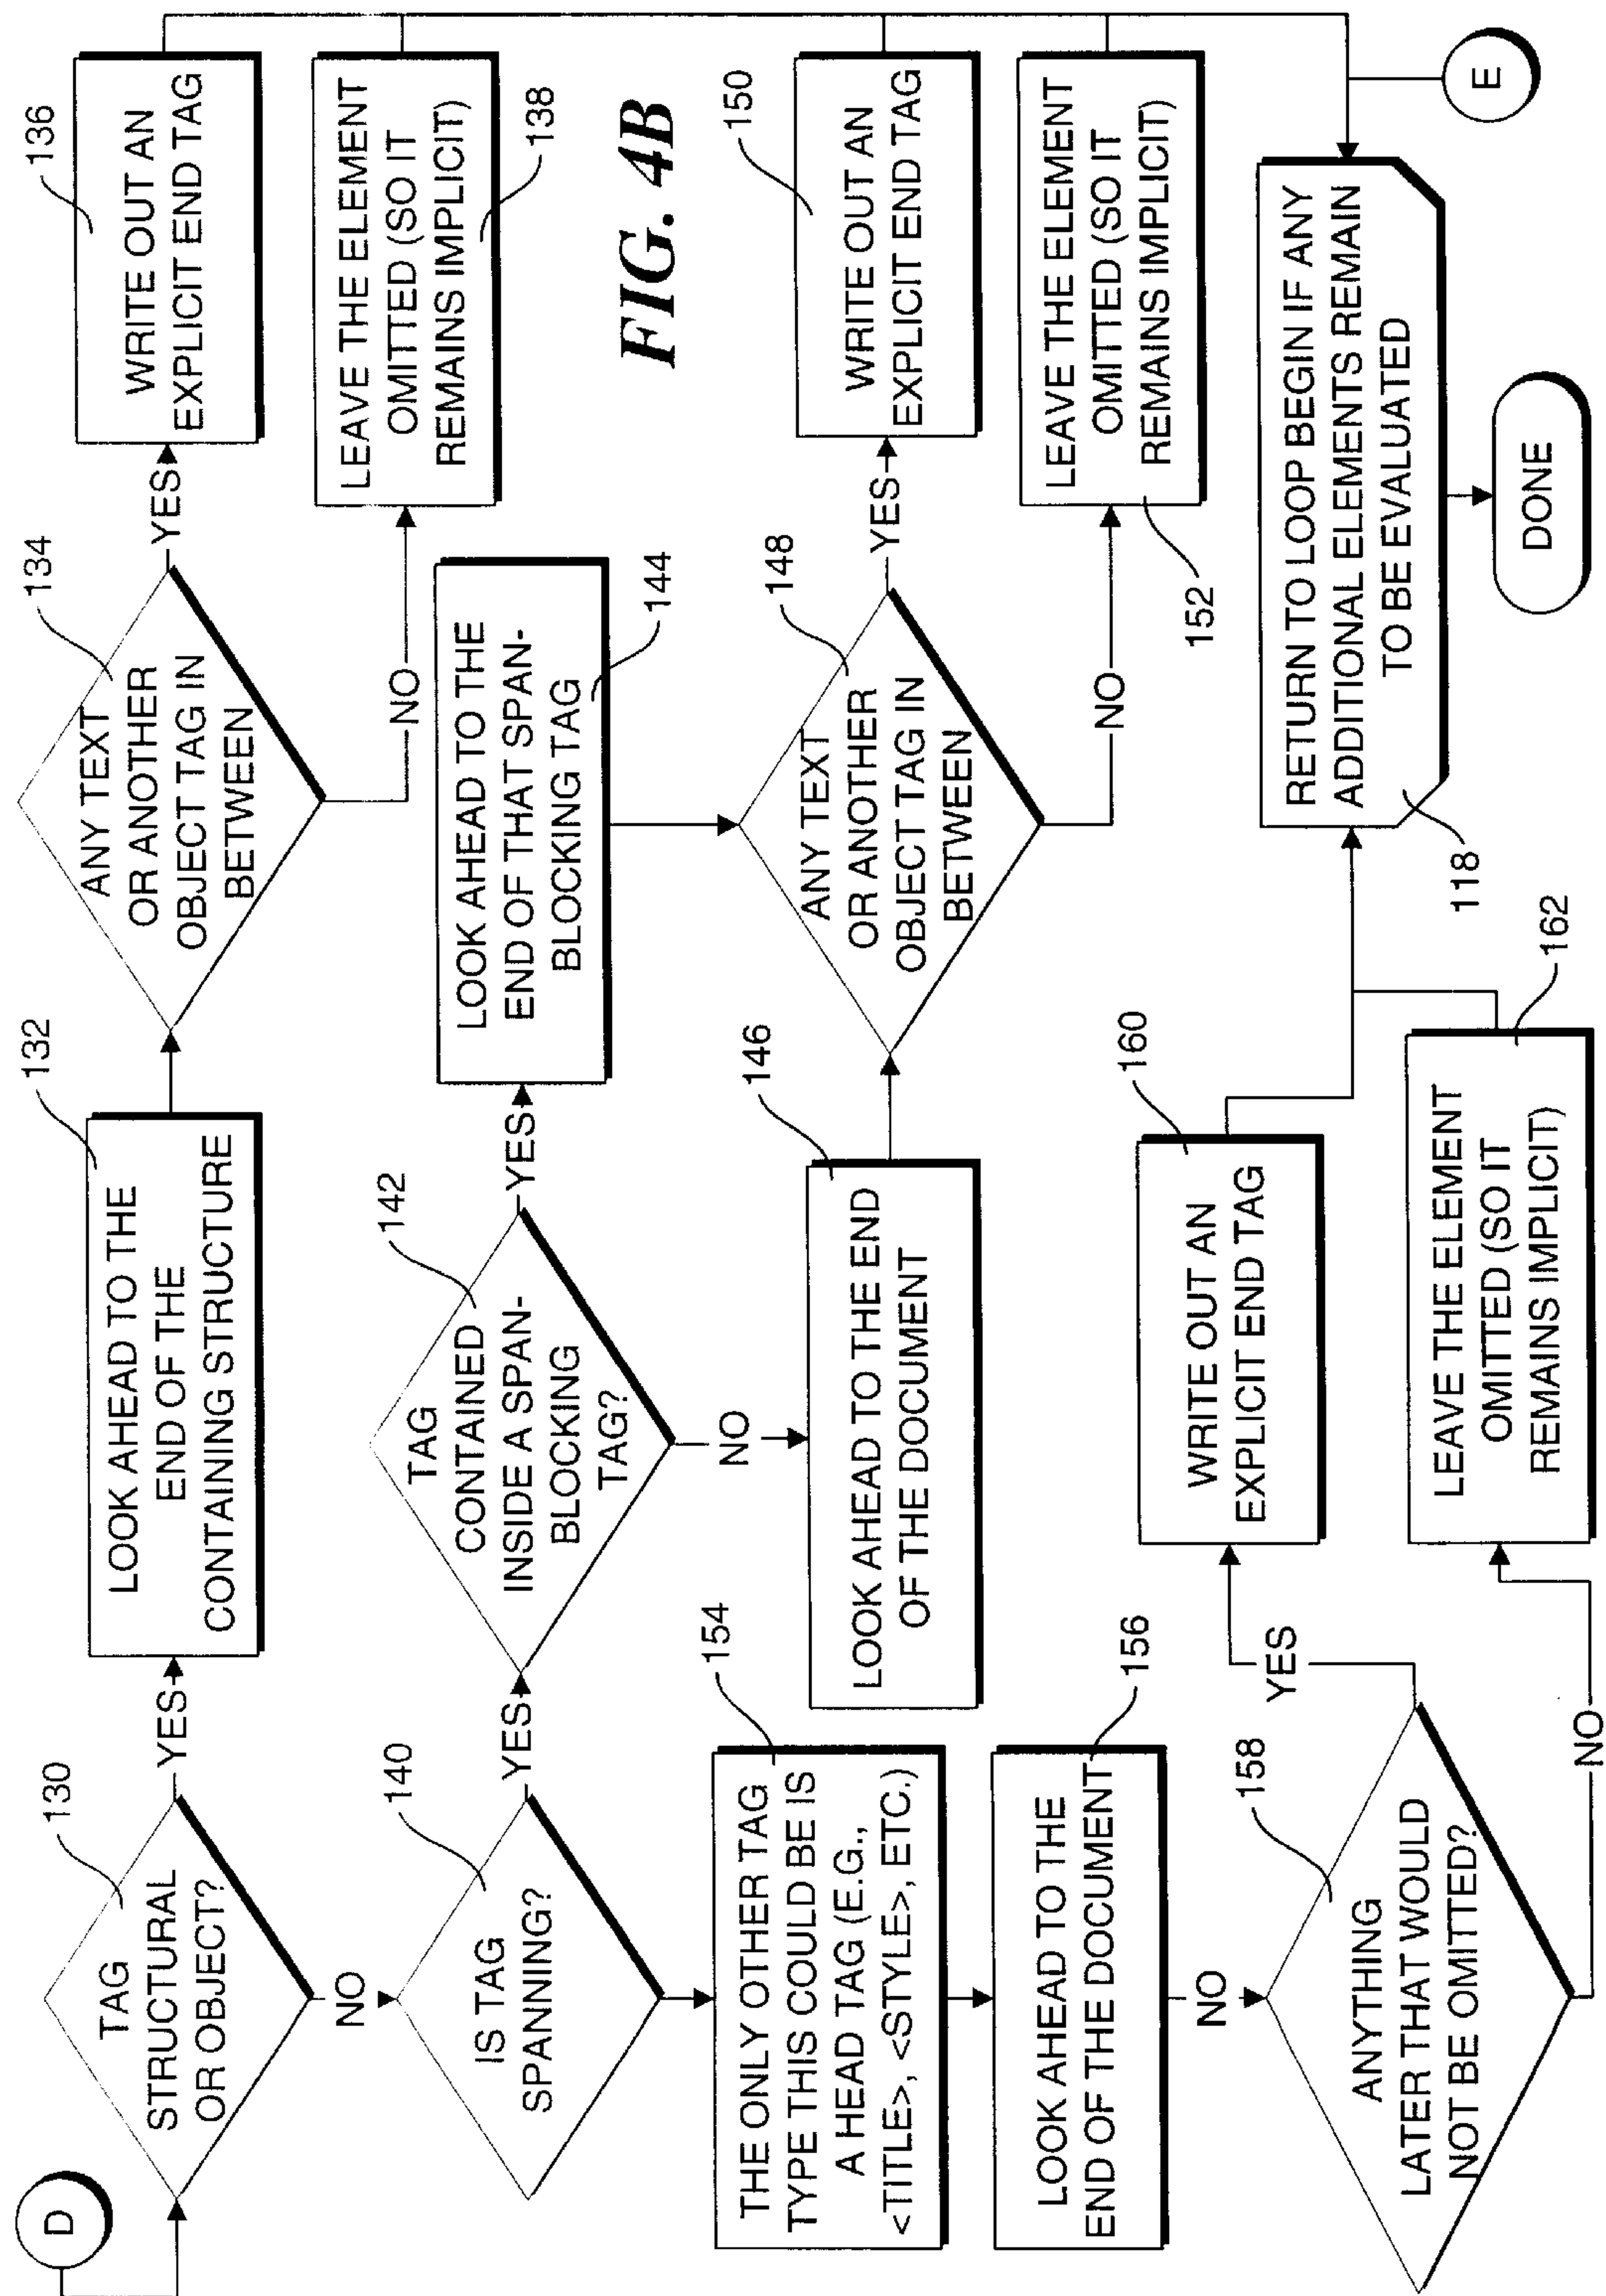 D
130
TAG
STRUCTURAL
OR OBJECT?
YES
132
LOOK AHEAD TO THE
END OF THE
CONTAINING STRUCTURE
134
ANY TEXT
OR ANOTHER
OBJECT TAG IN
BETWEEN
YES
136
WRITE OUT AN
EXPLICIT END TAG
NO
LEAVE THE ELEMENT
OMITTED (SO IT
REMAINS IMPLICIT)
138
NO
140
IS TAG
SPANNING?
YES
142
TAG
CONTAINED
INSIDE A SPAN-
BLOCKING
TAG?
YES
LOOK AHEAD TO THE
END OF THAT SPAN-
BLOCKING TAG
144
FIG. 4B
NO
146
LOOK AHEAD TO THE END
OF THE DOCUMENT
148
ANY TEXT
OR ANOTHER
OBJECT TAG IN
BETWEEN
YES
150
WRITE OUT AN
EXPLICIT END TAG
NO
LEAVE THE ELEMENT
OMITTED (SO IT
REMAINS IMPLICIT)
152
154
THE ONLY OTHER TAG
TYPE THIS COULD BE IS
A HEAD TAG (E.G.,
<TITLE>, <STYLE>, ETC.)
156
LOOK AHEAD TO THE
END OF THE DOCUMENT
NO
158
ANYTHING
LATER THAT WOULD
NOT BE OMITTED?
YES
160
WRITE OUT AN
EXPLICIT END TAG
NO
LEAVE THE ELEMENT
OMITTED (SO IT
REMAINS IMPLICIT)
162
RETURN TO LOOP BEGIN IF ANY
ADDITIONAL ELEMENTS REMAIN
TO BE EVALUATED
118
E
DONE